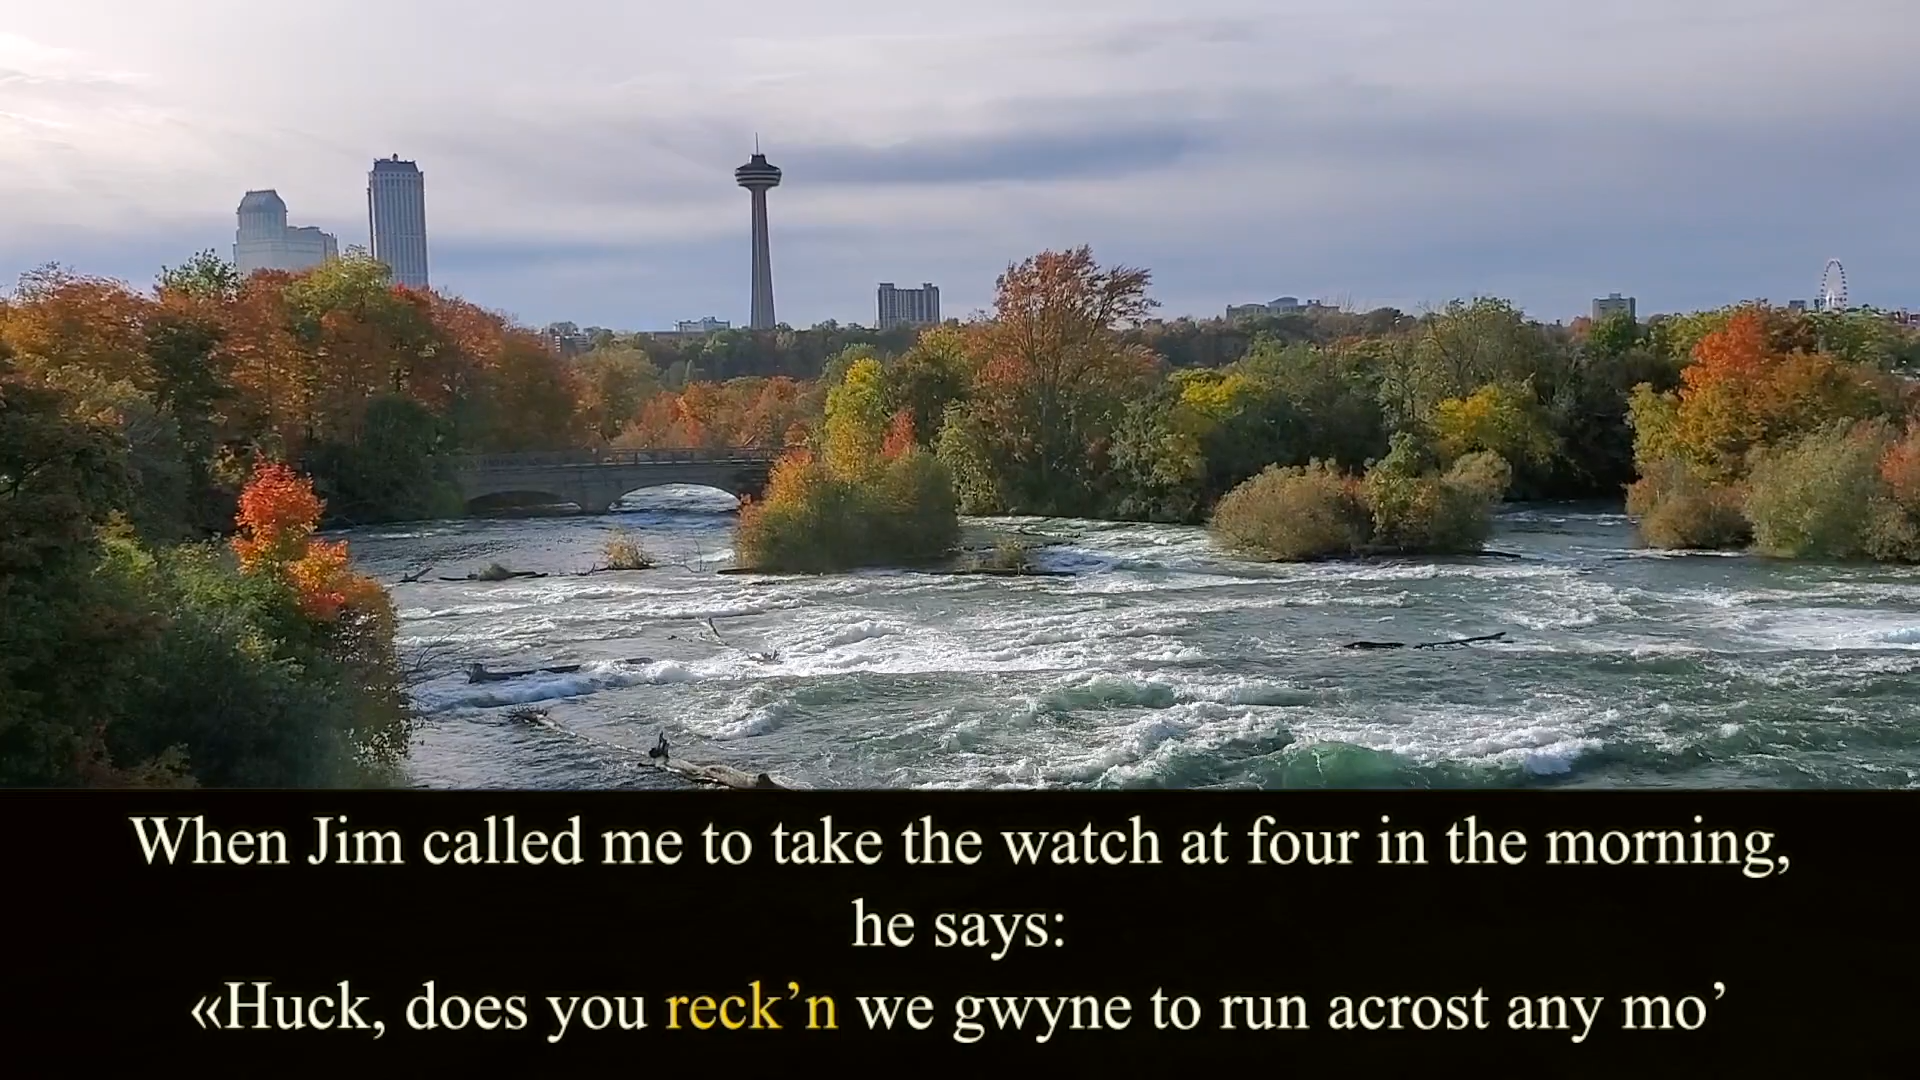 When Jim called me to take the watch at four in the morning,
he says:
«Huck, does you reck’n we gwyne to run acrost any mo’